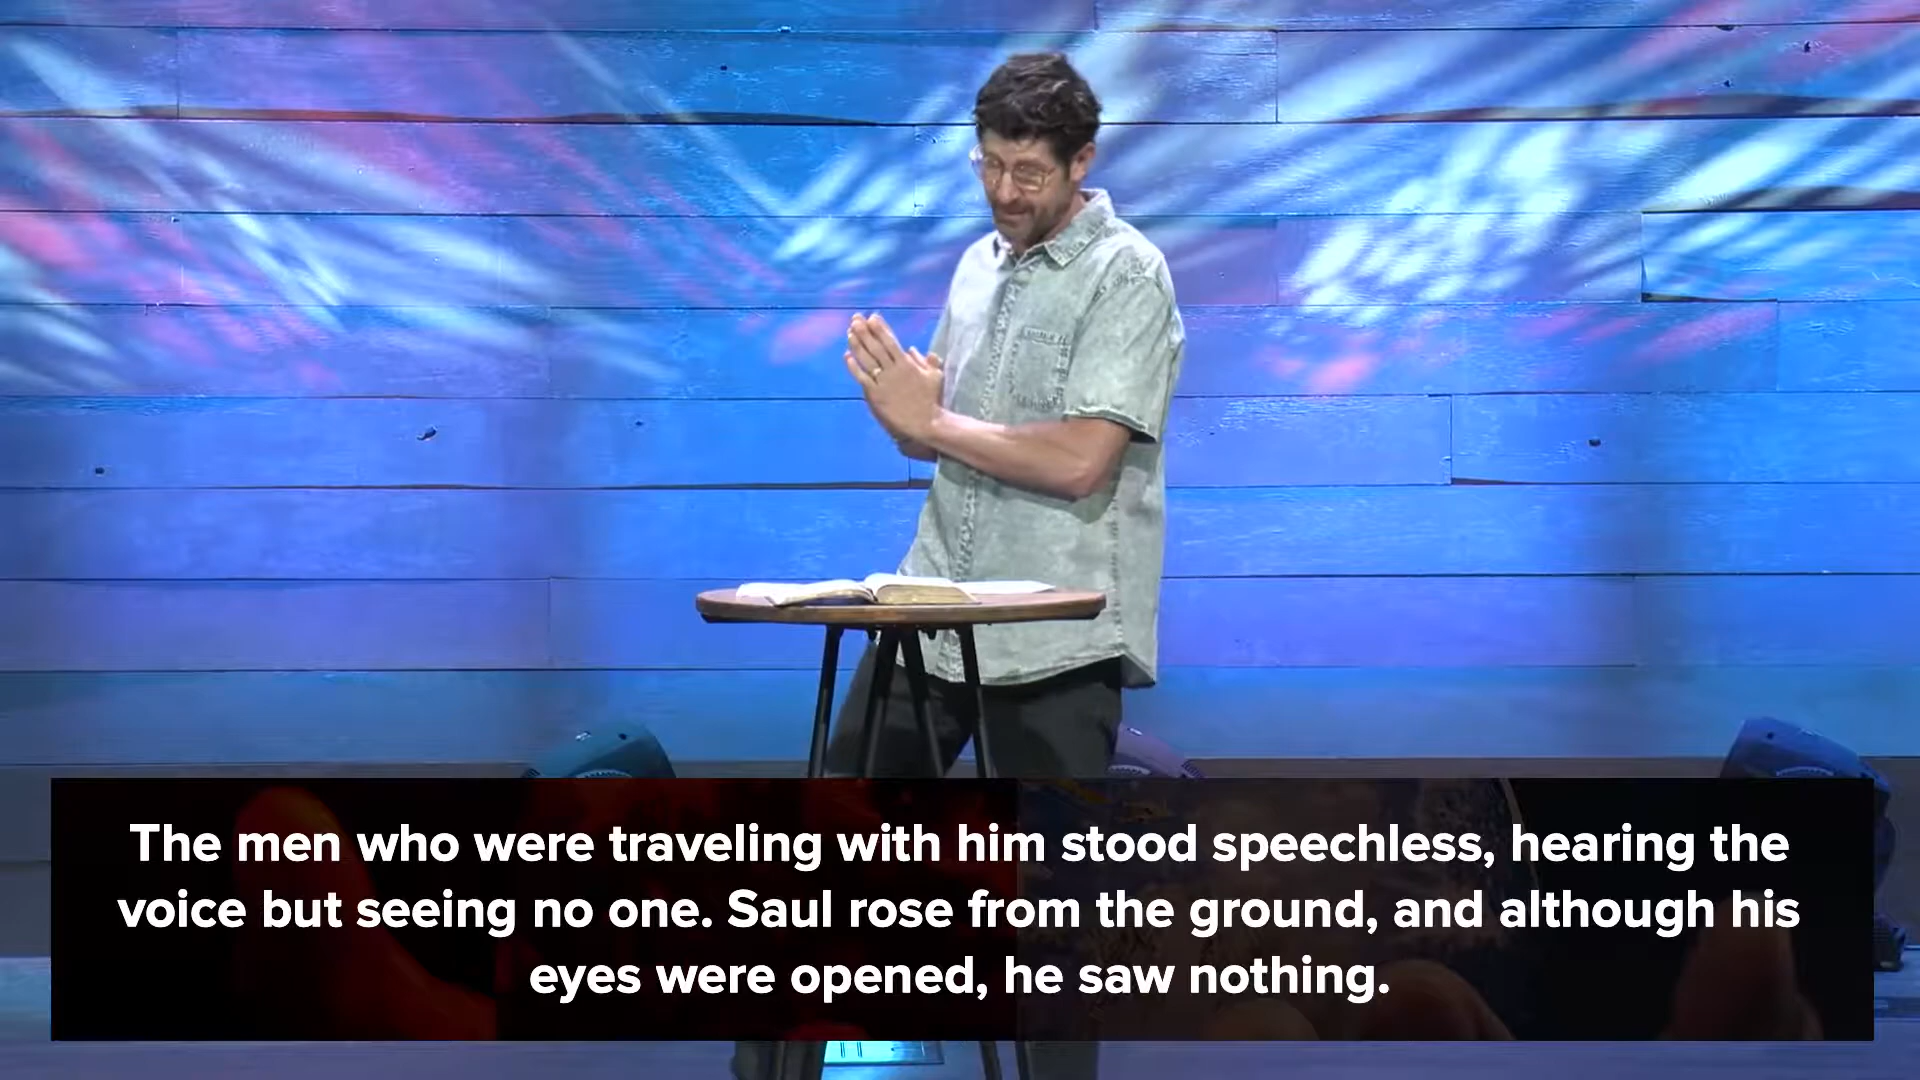 The men who were traveling with him stood speechless, hearing the
voice but seeing no one. Saul rose from the ground, and although his
eyes were opened, he saw nothing.